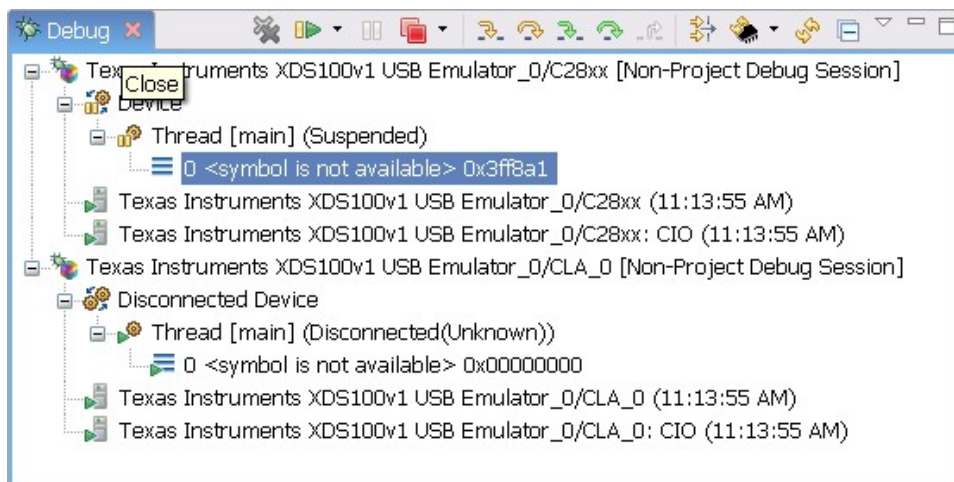 Debug
Texas Instruments XDS100v1 USB Emulator_0/C28xx [Non-Project Debug Session]
Close
Device
Thread [main] (Suspended)
0 <symbol is not available> 0x3ff8a1
Texas Instruments XDS100v1 USB Emulator_0/C28xx (11:13:55 AM)
Texas Instruments XDS100v1 USB Emulator_0/C28xx: CIO (11:13:55 AM)
Texas Instruments XDS100v1 USB Emulator_0/CLA_0 [Non-Project Debug Session]
Disconnected Device
Thread [main] (Disconnected(Unknown))
0 <symbol is not available> 0x00000000
Texas Instruments XDS100v1 USB Emulator_0/CLA_0 (11:13:55 AM)
Texas Instruments XDS100v1 USB Emulator_0/CLA_0: CIO (11:13:55 AM)